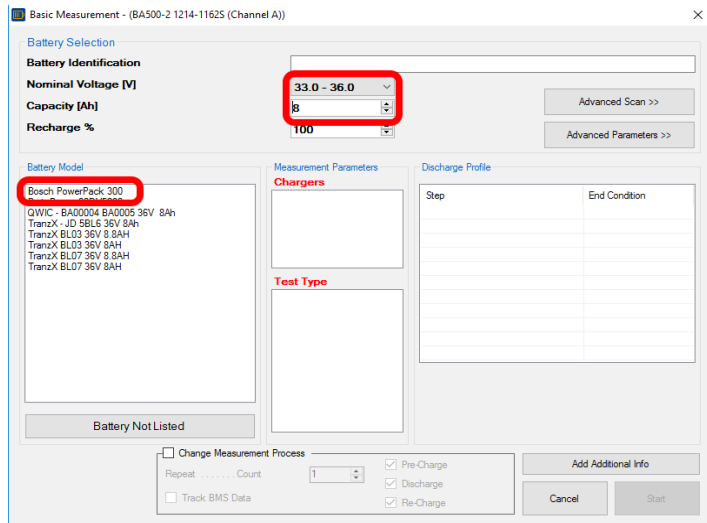 Basic Measurement - (BA500-2 1214-1162S (Channel A))
Battery Selection
Battery Identification
Nominal Voltage [V]
33.0 - 36.0
Capacity [Ah]
8
Advanced Scan >>
Recharge %
100
Advanced Parameters >>
Battery Model
Measurement Parameters
Discharge Profile
Bosch PowerPack 300
Chargers
Step
End Condition
QWIC - BA00004 BA0005 36V 8Ah
TranzX - JD 5BL6 36V 8Ah
TranzX BL03 36V 8.8AH
TranzX BL03 36V 8AH
TranzX BL07 36V 8.8AH
TranzX BL07 36V 8AH
Test Type
Battery Not Listed
Change Measurement Process
Repeat . . . . . . . Count
1
Pre-Charge
Discharge
Track BMS Data
Re-Charge
Add Additional Info
Cancel
Start